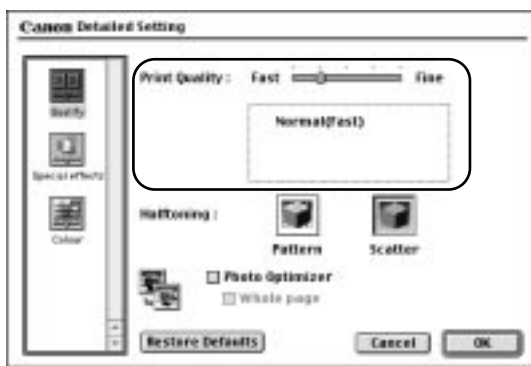 Canon Detailed Setting
Quality
Special effects
Colour
Print Quality : Fast Fine
Normal(Fast)
Halftoning :
Pattern Scatter
Photo Optimizer
Whole page
Restore Defaults Cancel OK